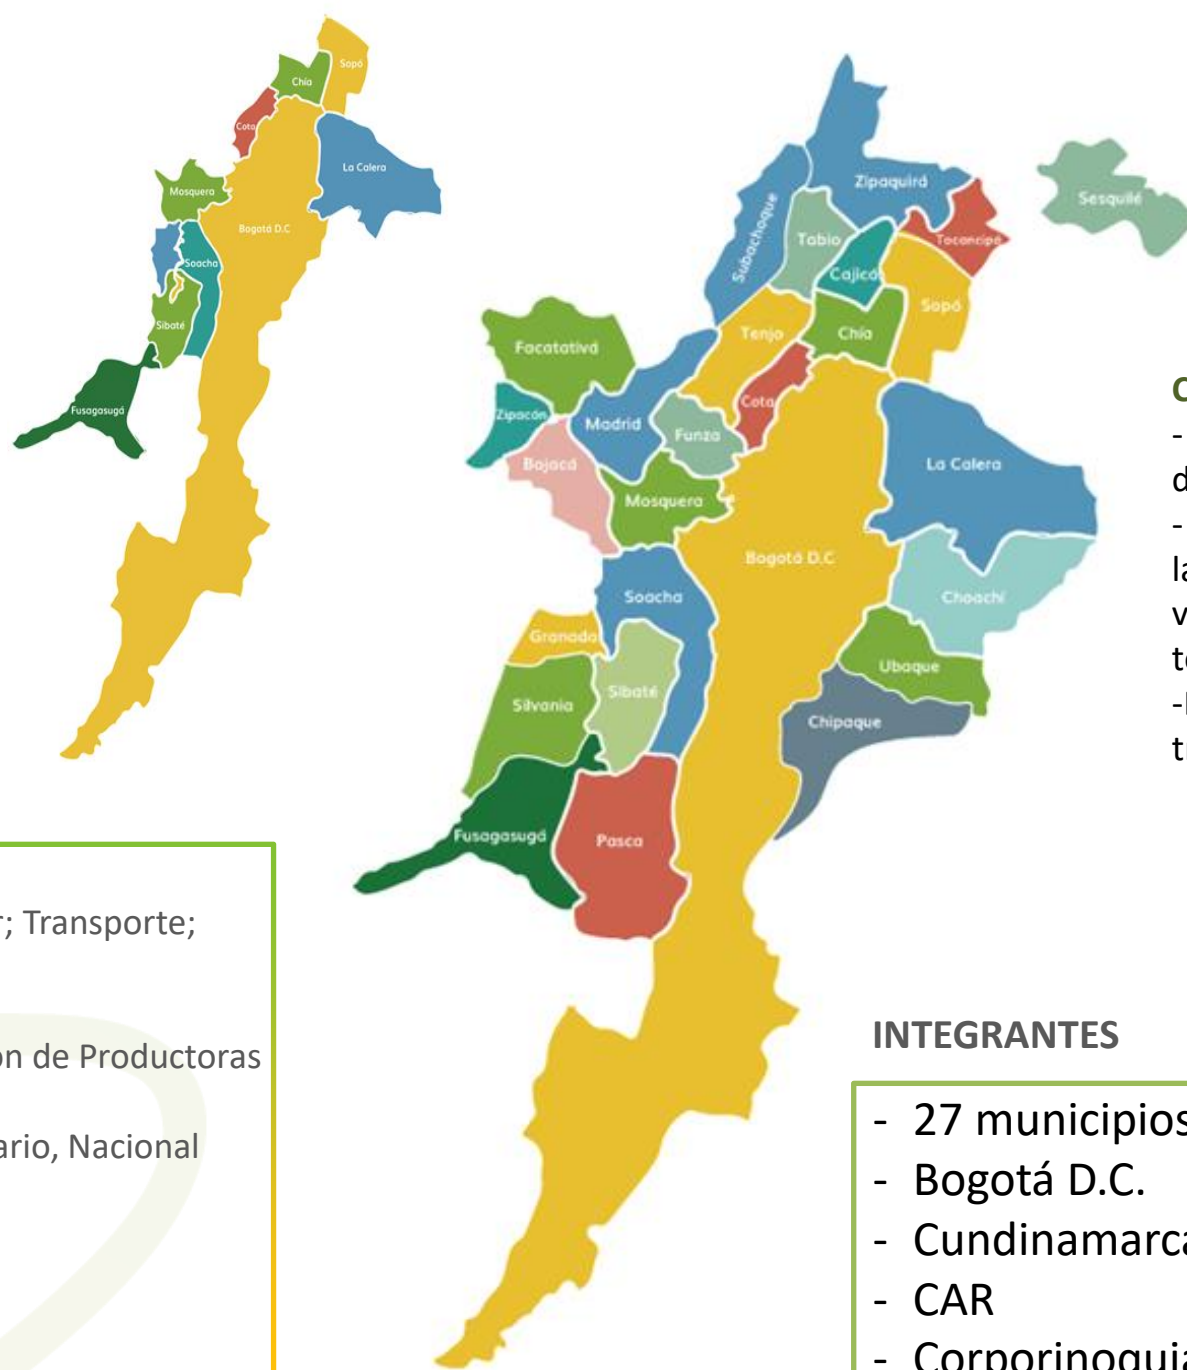 Sopó
Chía
Cota
La Calera
Mosquera
Bogotá D.C
Soacha
Sibaté
Fusagasugá
Zipaquirá
Sesquilé
Subachoque
Tabio
Tocancipá
Cajicá
Sopó
Tenjo
Chía
Facatativá
Cota
Zipacón
Madrid
Funza
Bojacá
La Calera
Mosquera
Bogotá D.C
Soacha
Choachí
Granada
Ubaque
Sibaté
Silvania
Chipaque
Fusagasugá
Pasca
; Transporte;
de Productoras
, Nacional
INTEGRANTES
- 27 municipios
- Bogotá D.C.
- Cundinamarca
- CAR
- Corporinoquia